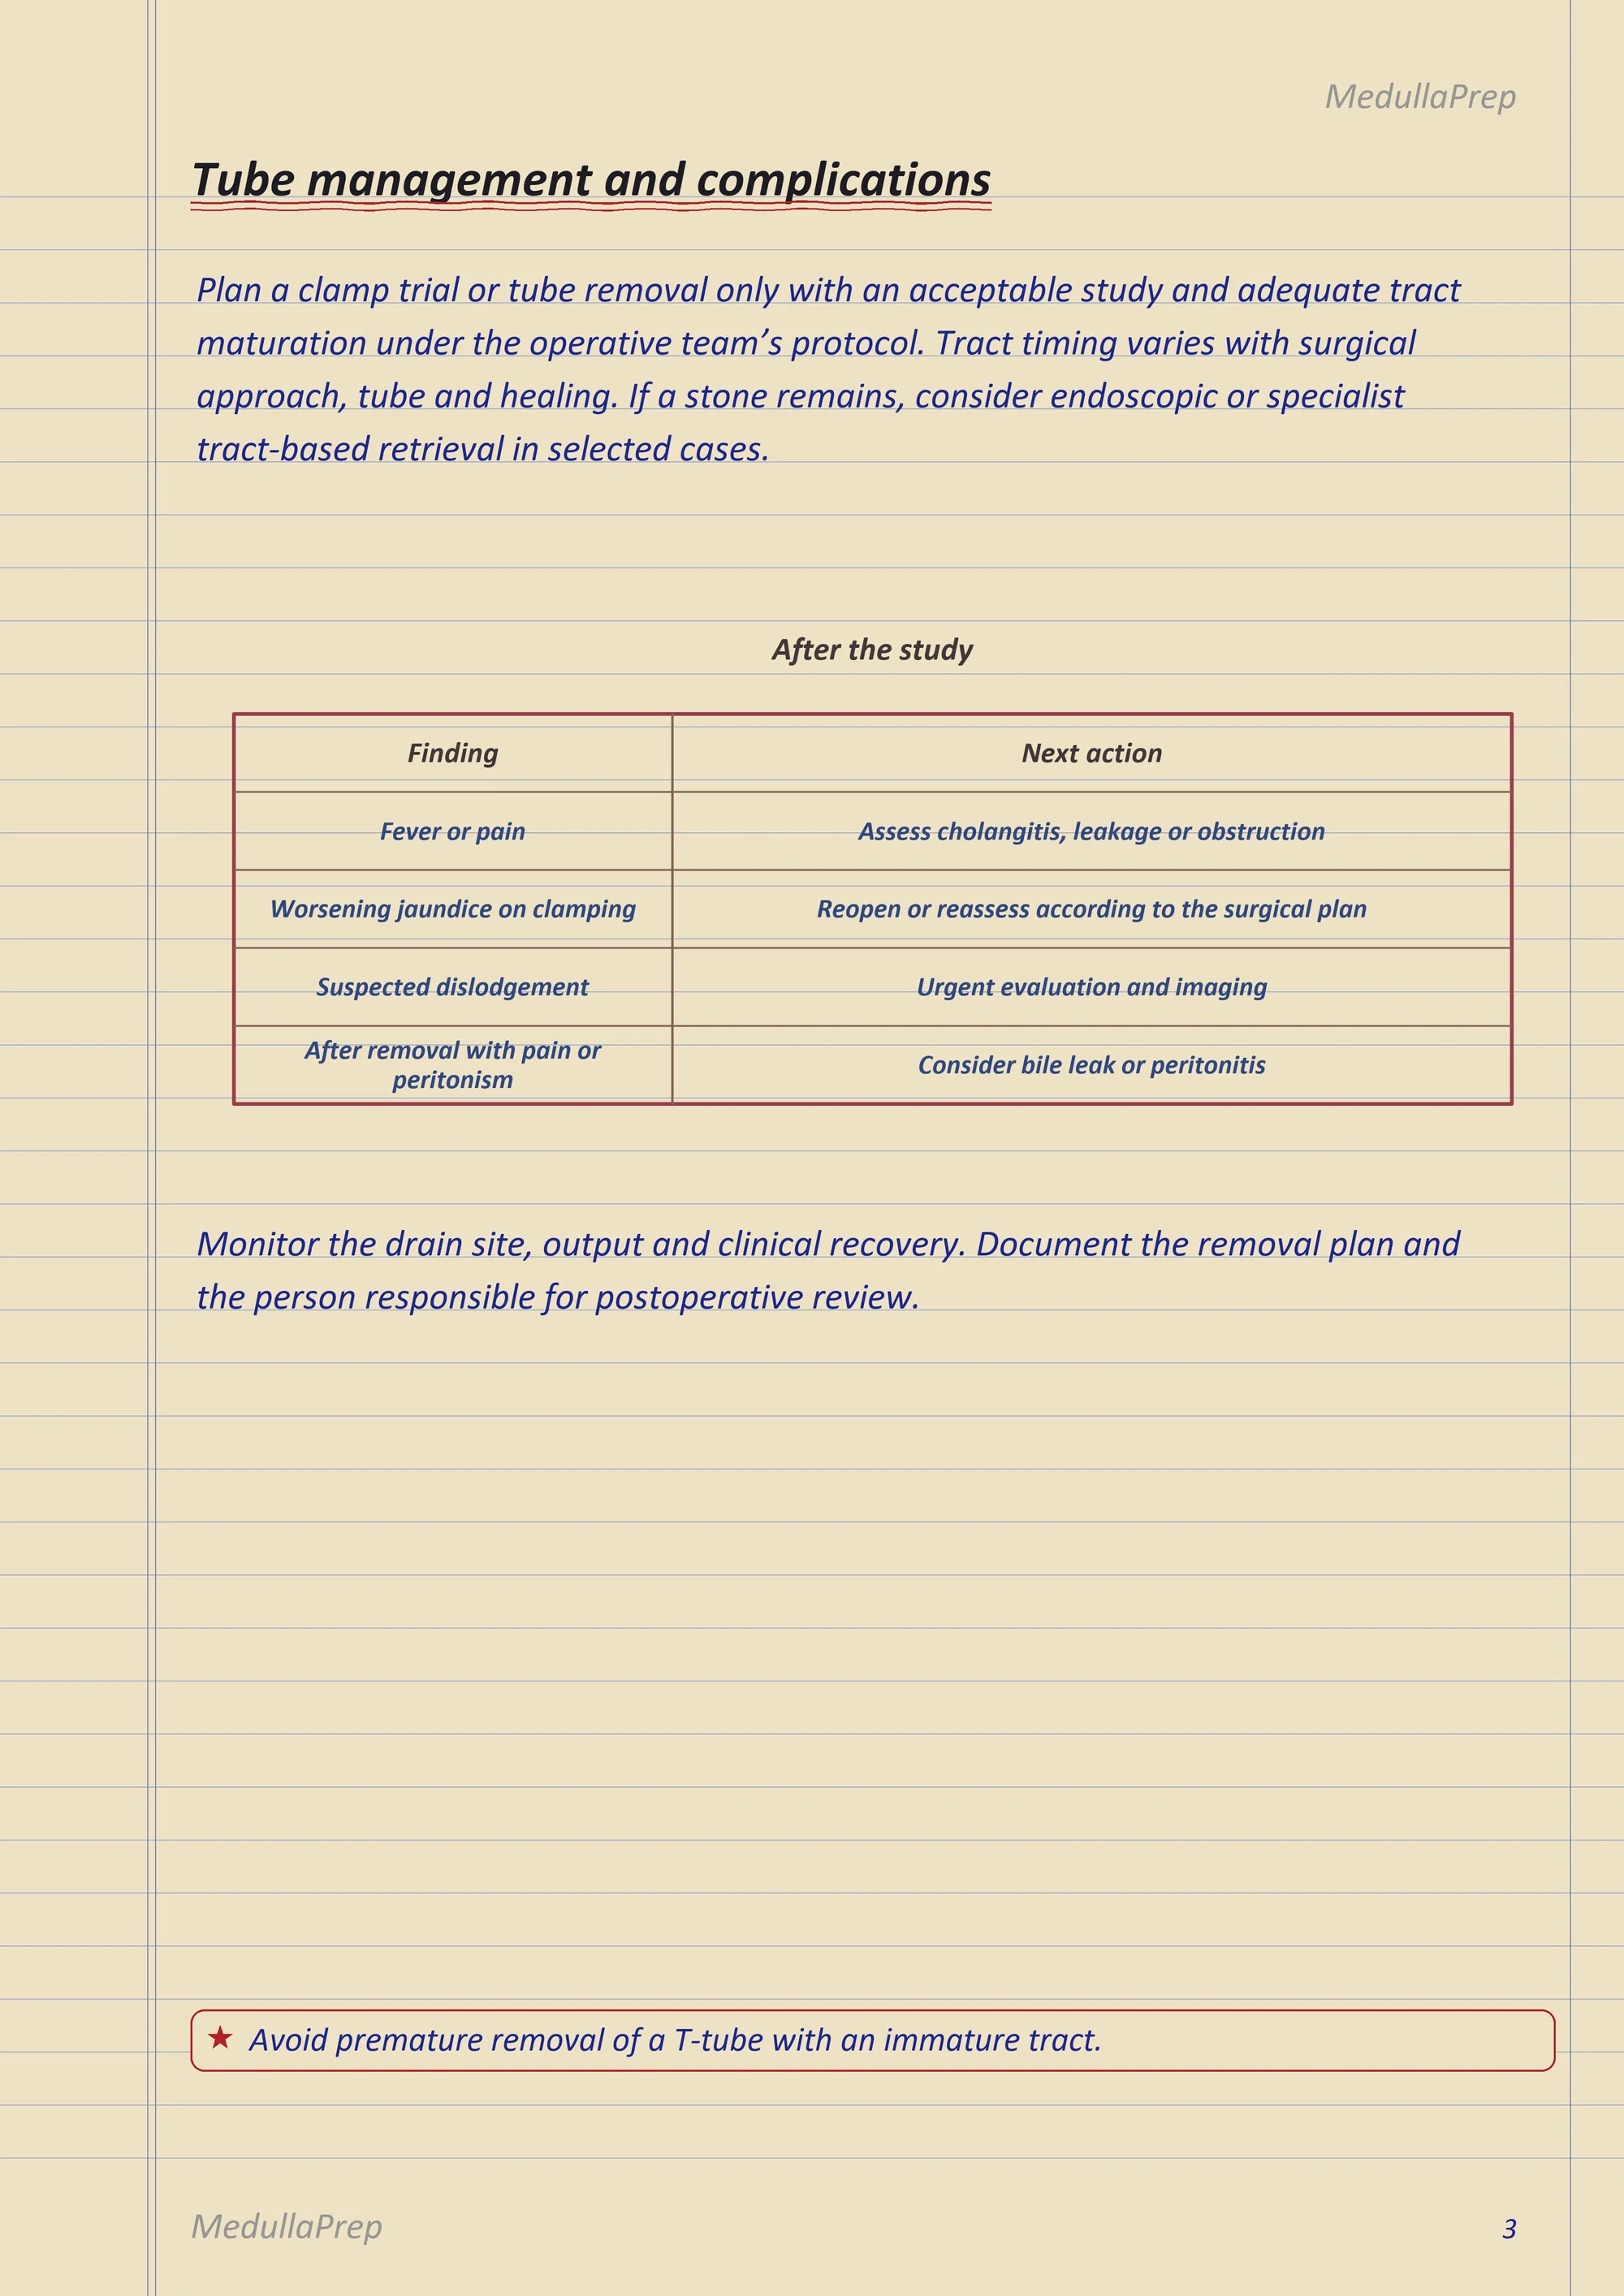 MedullaPrep
Tube management and complications
Plan a clamp trial or tube removal only with an acceptable study and adequate tract
maturation under the operative team’s protocol. Tract timing varies with surgical
approach, tube and healing. If a stone remains, consider endoscopic or specialist
tract-based retrieval in selected cases.
After the study
Finding
Next action
Fever or pain
Assess cholangitis, leakage or obstruction
Worsening jaundice on clamping
Reopen or reassess according to the surgical plan
Suspected dislodgement
Urgent evaluation and imaging
After removal with pain or
peritonism
Consider bile leak or peritonitis
Monitor the drain site, output and clinical recovery. Document the removal plan and
the person responsible for postoperative review.
★ Avoid premature removal of a T-tube with an immature tract.
MedullaPrep
3